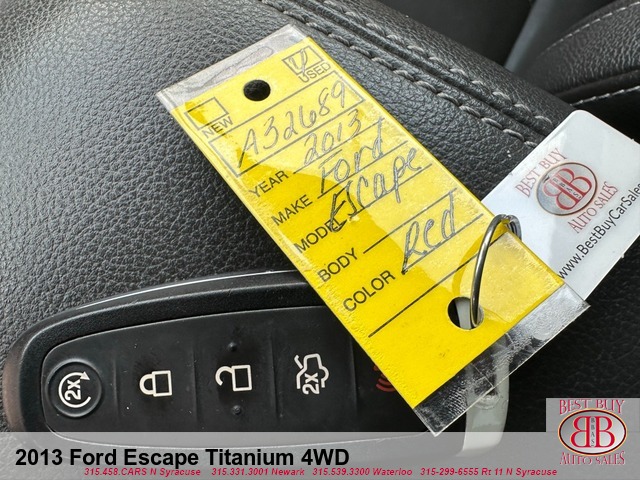 USED
NEW
A32689
YEAR 2013
MAKE Ford
MODEL Escape
BODY
COLOR Red
BEST BUY
BB
AUTO SALES
www.BestBuyCarSales
2X
2X
2013 Ford Escape Titanium 4WD
315.458.CARS N Syracuse 315.331.3001 Newark 315.539.3300 Waterloo 315-299-6555 Rt 11 N Syracuse
BEST BUY
BB
AUTO SALES